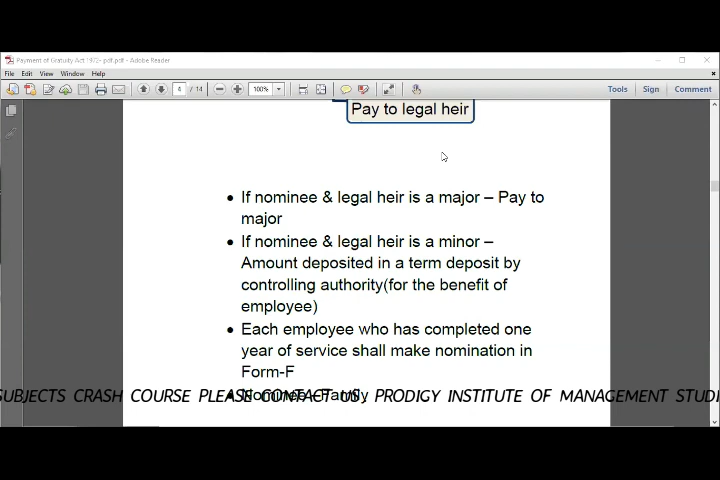 Payment of Gratuity Act 1972- pdf.pdf - Adobe Reader
File Edit View Window Help
4 / 14 100% Tools Sign Comment
Pay to legal heir
• If nominee & legal heir is a major – Pay to
major
• If nominee & legal heir is a minor –
Amount deposited in a term deposit by
controlling authority(for the benefit of
employee)
• Each employee who has completed one
year of service shall make nomination in
Form-F
• Nominee –Family
SUBJECTS CRASH COURSE PLEASE CONTACT US, PRODIGY INSTITUTE OF MANAGEMENT STUDI